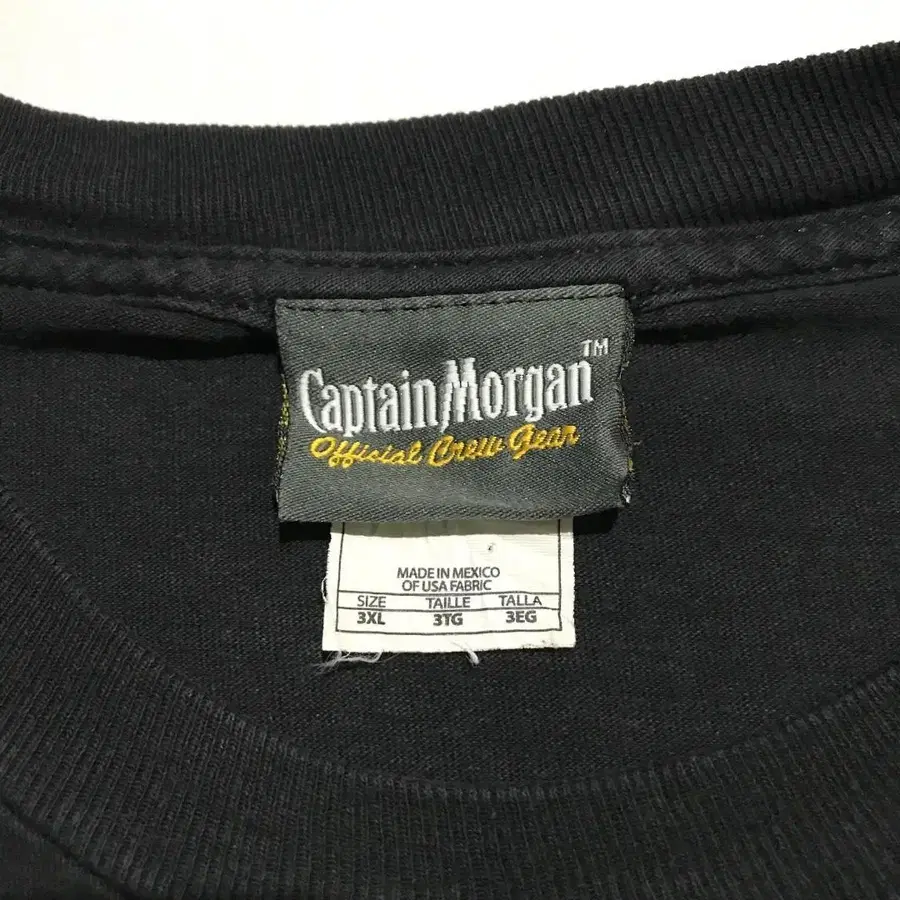 Captain Morgan™
Official Crew Gear
MADE IN MEXICO
OF USA FABRIC
SIZE TAILLE TALLA
3XL 3TG 3EG